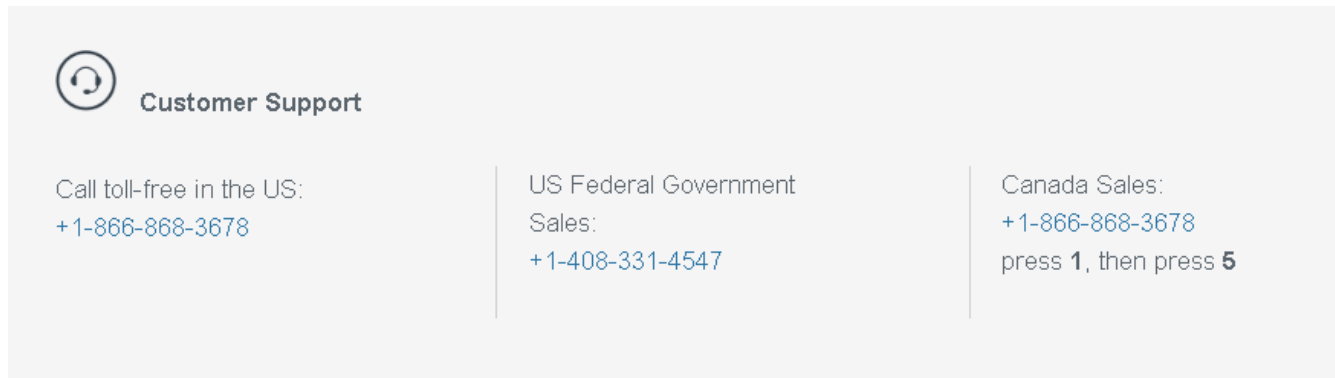 Customer Support
Call toll-free in the US:
+1-866-868-3678
US Federal Government
Sales:
+1-408-331-4547
Canada Sales:
+1-866-868-3678
press 1, then press 5